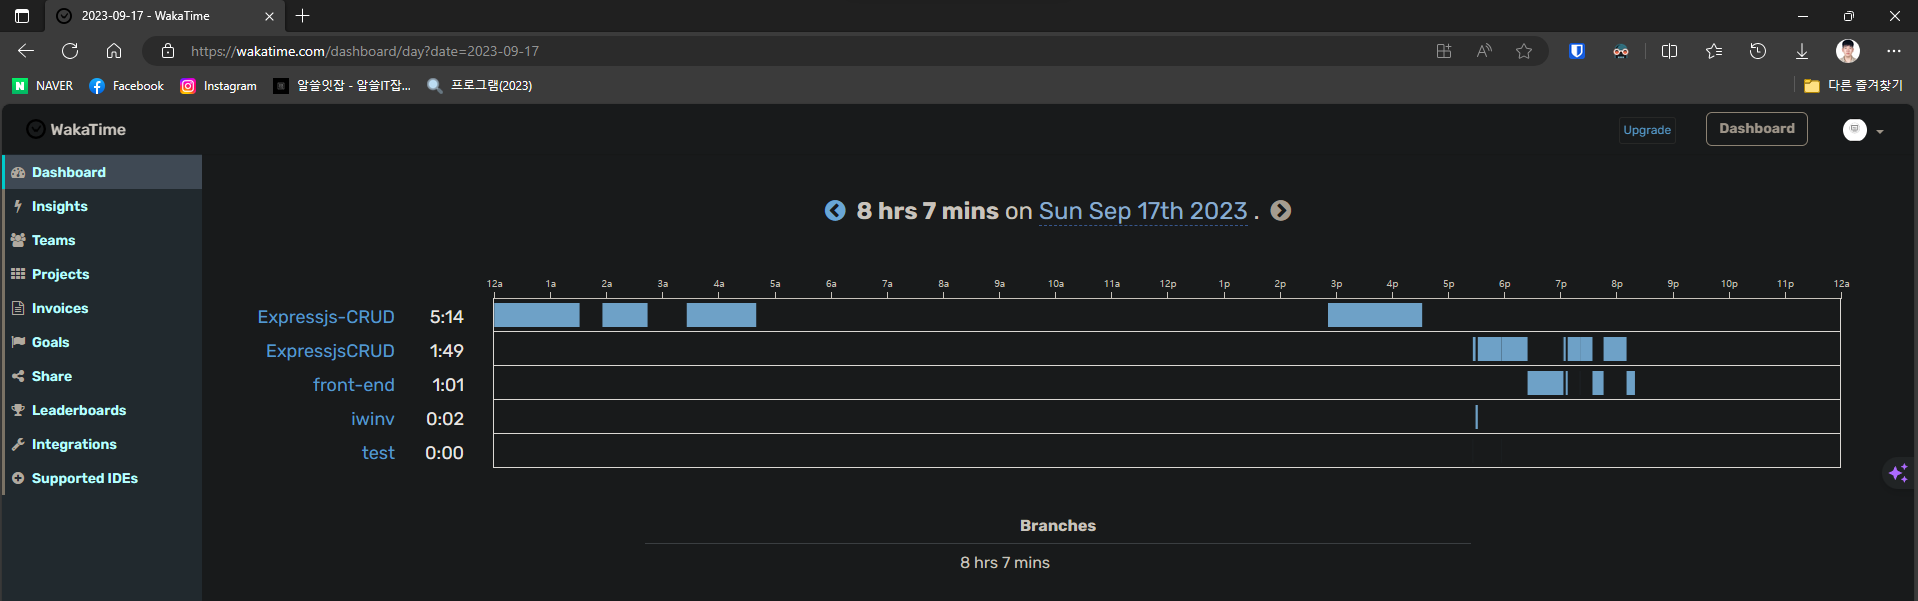 2023-09-17 - WakaTime
https://wakatime.com/dashboard/day?date=2023-09-17
NAVER Facebook Instagram 알쓸잇잡 - 알쓸IT잡... 프로그램(2023) 다른 즐겨찾기
WakaTime Upgrade Dashboard
Dashboard
Insights
Teams
Projects
Invoices
Goals
Share
Leaderboards
Integrations
Supported IDEs
8 hrs 7 mins on Sun Sep 17th 2023 .
12a 1a 2a 3a 4a 5a 6a 7a 8a 9a 10a 11a 12p 1p 2p 3p 4p 5p 6p 7p 8p 9p 10p 11p 12a
Expressjs-CRUD 5:14
ExpressjsCRUD 1:49
front-end 1:01
iwinv 0:02
test 0:00
Branches
8 hrs 7 mins